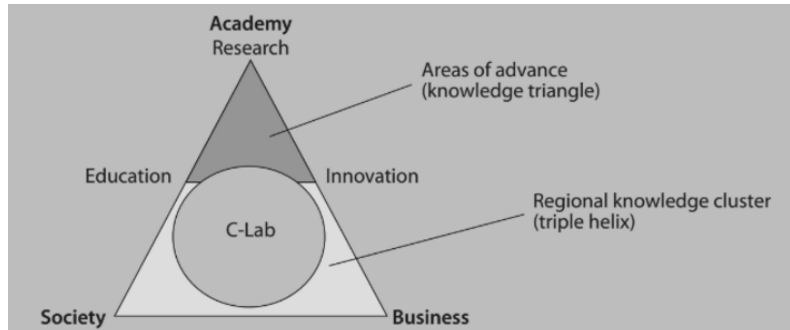 Academy
Research
Areas of advance
(knowledge triangle)
Education
Innovation
Regional knowledge cluster
(triple helix)
C-Lab
Society
Business